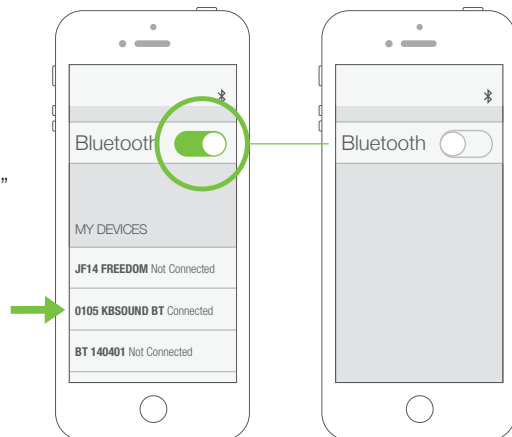 Bluetooth
”
MY DEVICES
JF14 FREEDOM Not Connected
0105 KBSOUND BT Connected
BT 140401 Not Connected
Bluetooth